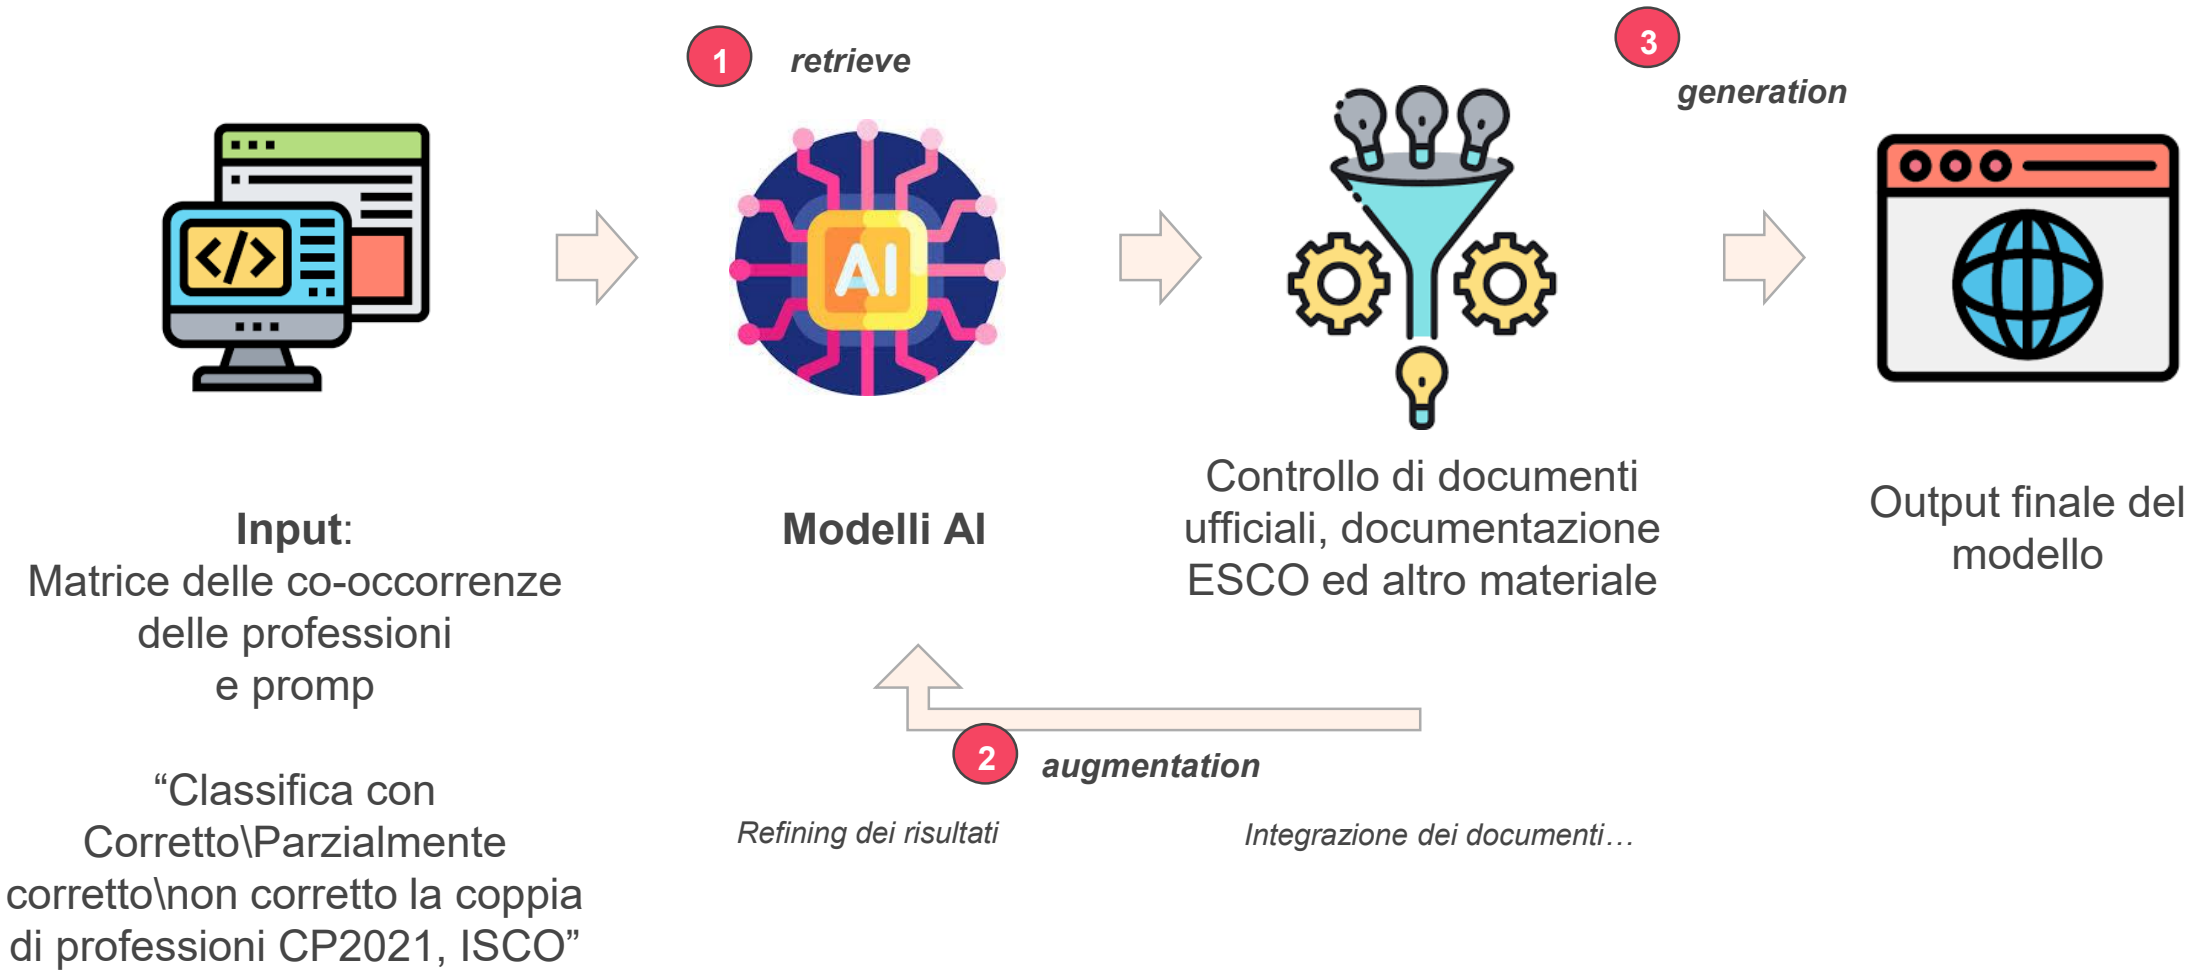 1
retrieve
3
generation
</>
AI
Input:
Matrice delle co-occorrenze
delle professioni
e promp
“Classifica con
Corretto\Parzialmente
corretto\non corretto la coppia
di professioni CP2021, ISCO”
Modelli AI
Controllo di documenti
ufficiali, documentazione
ESCO ed altro materiale
Output finale del
modello
2
augmentation
Refining dei risultati
Integrazione dei documenti…